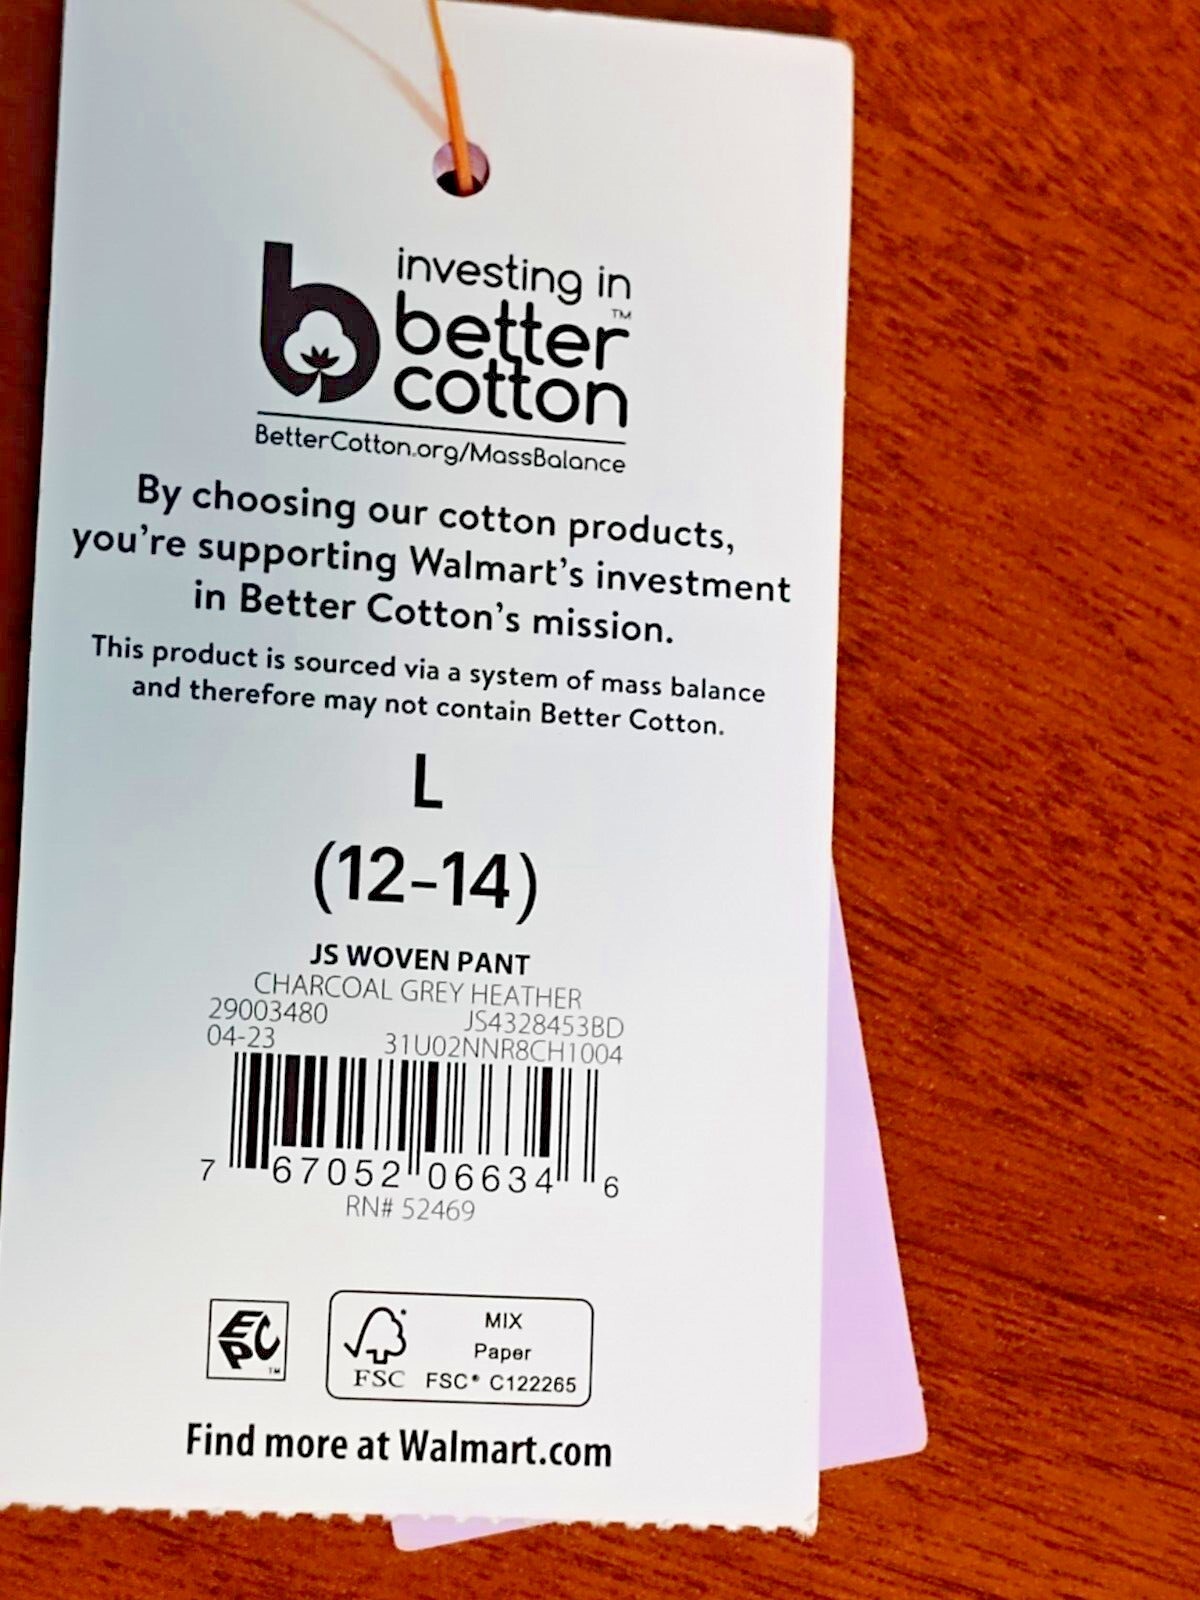 investing in
better™
cotton
BetterCotton.org/MassBalance
By choosing our cotton products,
you're supporting Walmart's investment
in Better Cotton's mission.
This product is sourced via a system of mass balance
and therefore may not contain Better Cotton.
L
(12-14)
JS WOVEN PANT
CHARCOAL GREY HEATHER
29003480 JS4328453BD
04-23 31U02NNR8CH1004
7 67052 06634 6
RN# 52469
EPC™
MIX
Paper
FSC FSC® C122265
Find more at Walmart.com